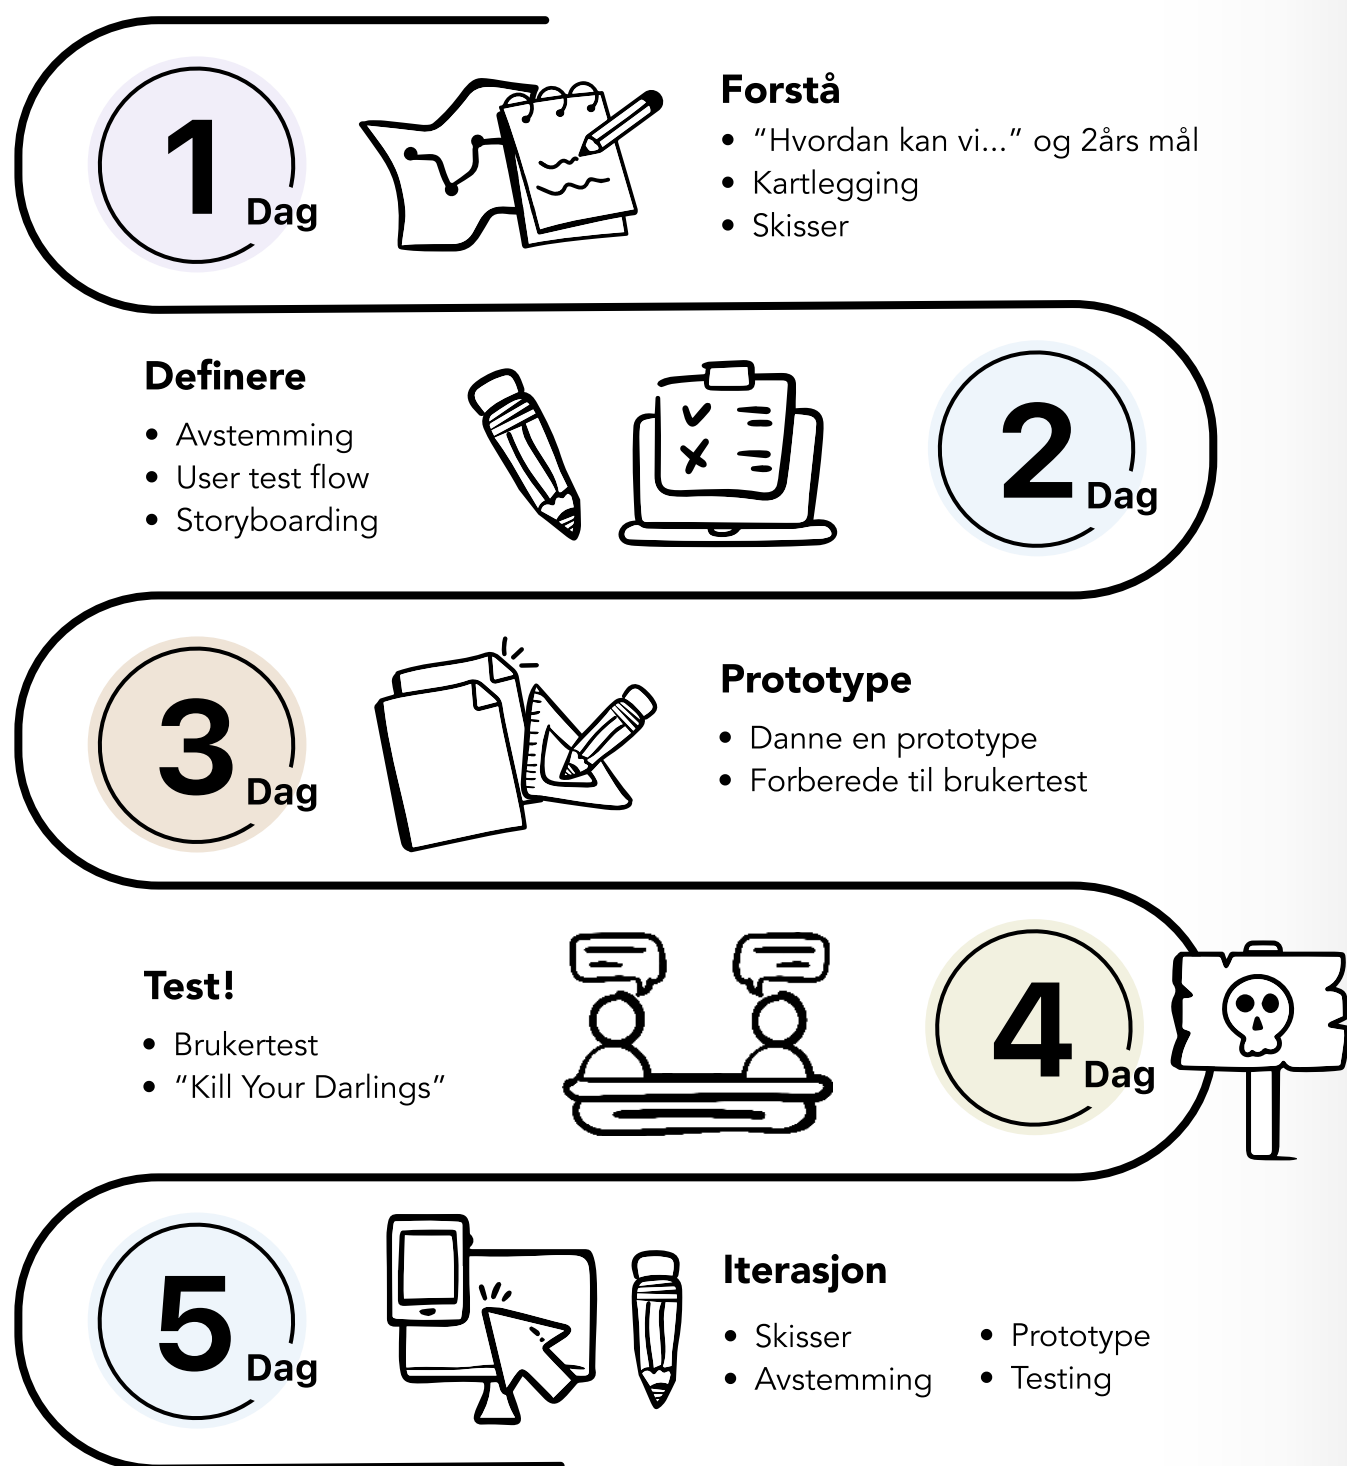 1
Dag
Forstå
• “Hvordan kan vi...” og 2års mål
• Kartlegging
• Skisser
Definere
• Avstemming
• User test flow
• Storyboarding
2
Dag
3
Dag
Prototype
• Danne en prototype
• Forberede til brukertest
Test!
• Brukertest
• “Kill Your Darlings”
4
Dag
5
Dag
Iterasjon
• Skisser
• Avstemming
• Prototype
• Testing